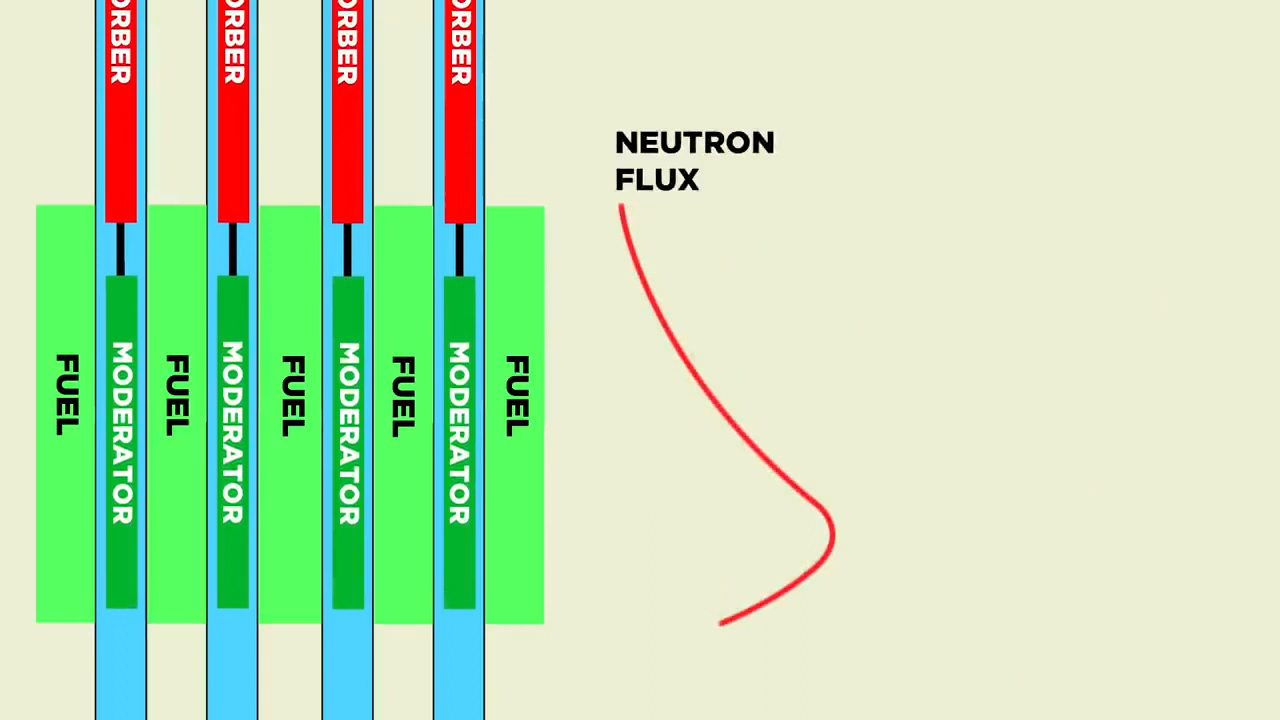 ORBER
ORBER
ORBER
ORBER
NEUTRON
FLUX
FUEL
MODERATOR
FUEL
MODERATOR
FUEL
MODERATOR
FUEL
MODERATOR
FUEL